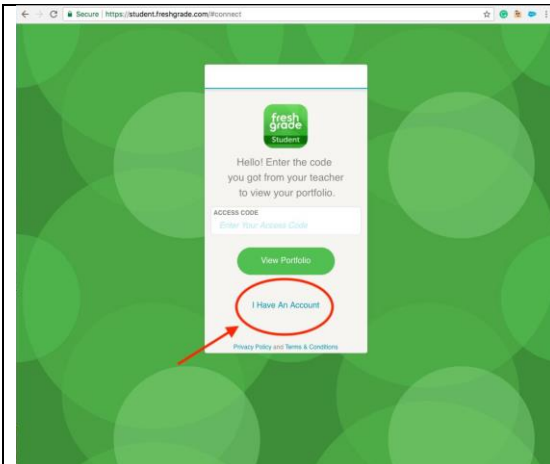 Secure | https://student.freshgrade.com/#connect
fresh
grade
Student
Hello! Enter the code
you got from your teacher
to view your portfolio.
ACCESS CODE
Enter Your Access Code
View Portfolio
I Have An Account
Privacy Policy and Terms & Conditions